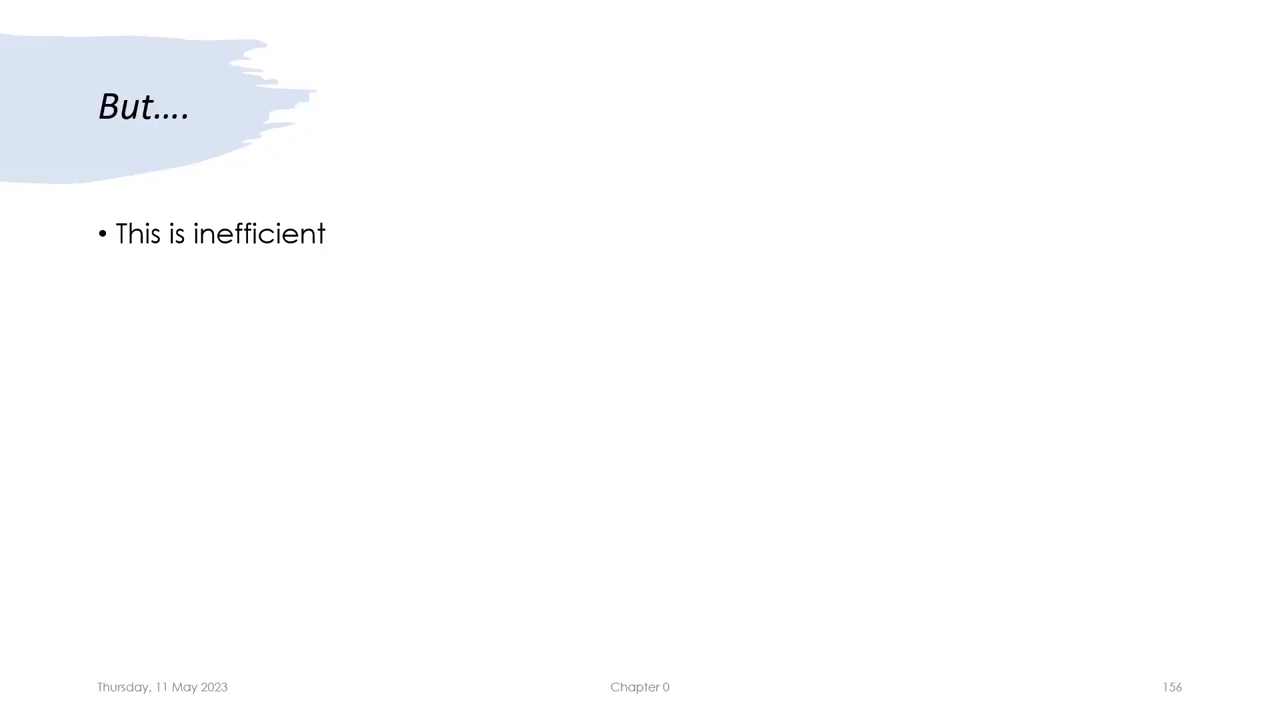 But....
• This is inefficient
Thursday, 11 May 2023
Chapter 0
156